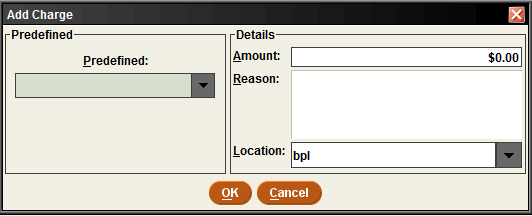 Add Charge
Predefined
Predefined:
Details
Amount: $0.00
Reason:
Location: bpl
OK Cancel